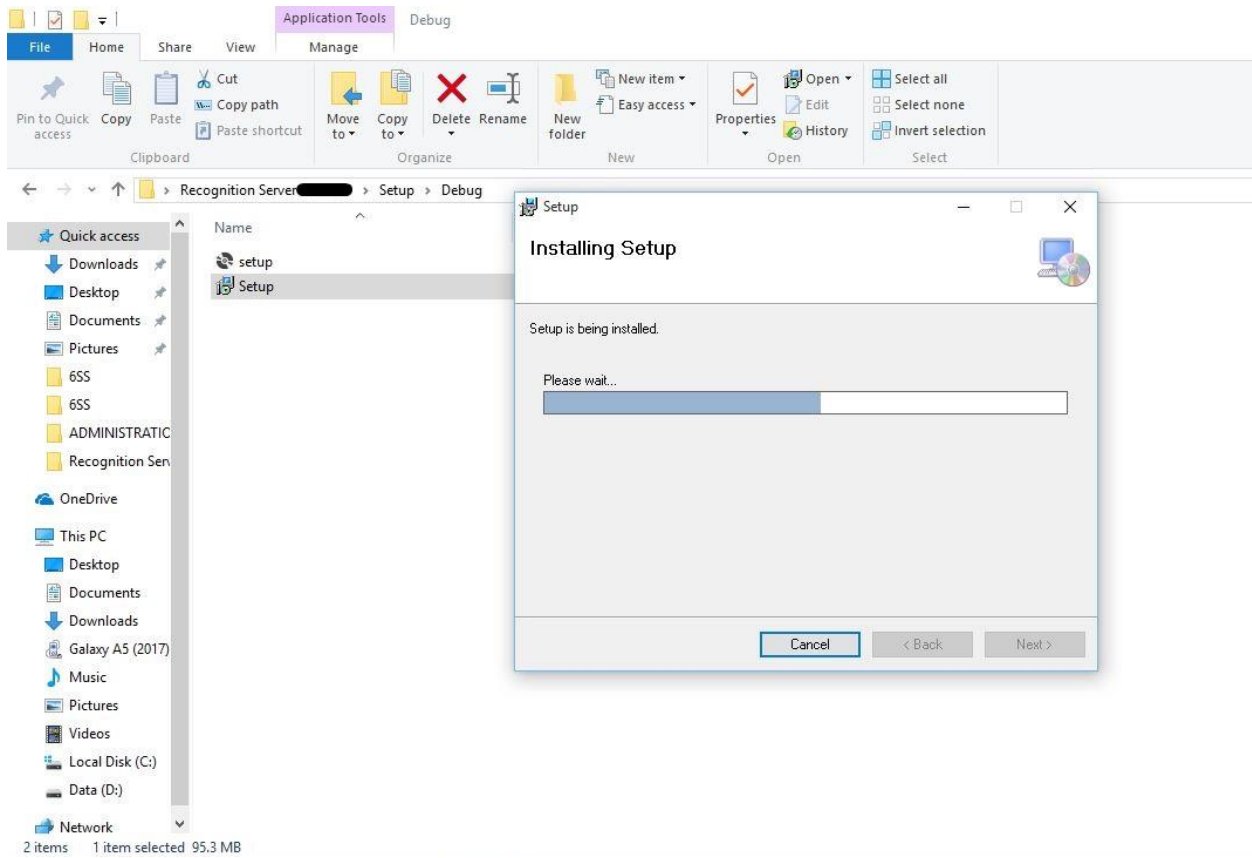 Application Tools Debug
File Home Share View Manage
Pin to Quick access
Copy
Paste
Cut
Copy path
Paste shortcut
Clipboard
Move to
Copy to
Delete
Rename
Organize
New folder
New item
Easy access
New
Properties
Open
Edit
History
Open
Select all
Select none
Invert selection
Select
Recognition Server > Setup > Debug
Quick access
Downloads
Desktop
Documents
Pictures
6SS
6SS
ADMINISTRATIC
Recognition Serv
OneDrive
This PC
Desktop
Documents
Downloads
Galaxy A5 (2017)
Music
Pictures
Videos
Local Disk (C:)
Data (D:)
Network
Name
setup
Setup
Setup
Installing Setup
Setup is being installed.
Please wait...
Cancel < Back Next >
2 items 1 item selected 95.3 MB